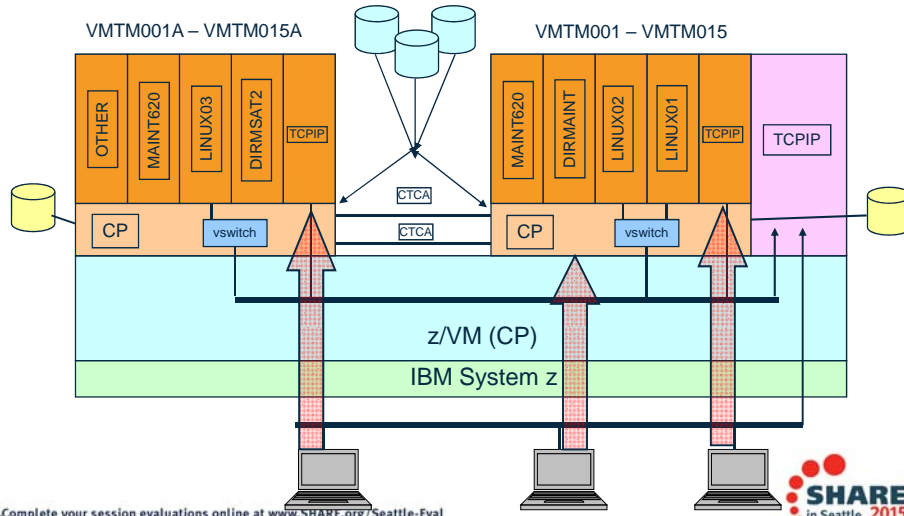 VMTM001A – VMTM015A
VMTM001 – VMTM015
OTHER
MAINT620
LINUX03
DIRMSAT2
TCPIP
MAINT620
DIRMAINT
LINUX02
LINUX01
TCPIP
TCPIP
CTCA
CTCA
CP
vswitch
CP
vswitch
z/VM (CP)
IBM System z
Complete your session evaluations online at www.SHARE.org/Seattle-Eval
SHARE
in Seattle 2015